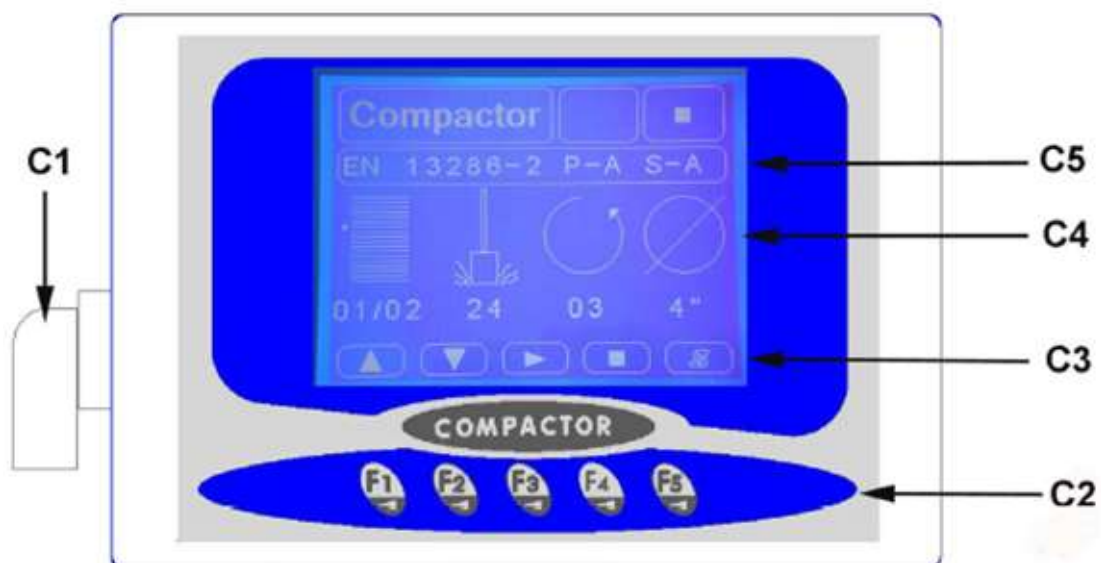 Compactor
C1
EN 13286-2 P-A S-A
C5
C4
01/02 24 03 4"
C3
COMPACTOR
F1 F2 F3 F4 F5
C2